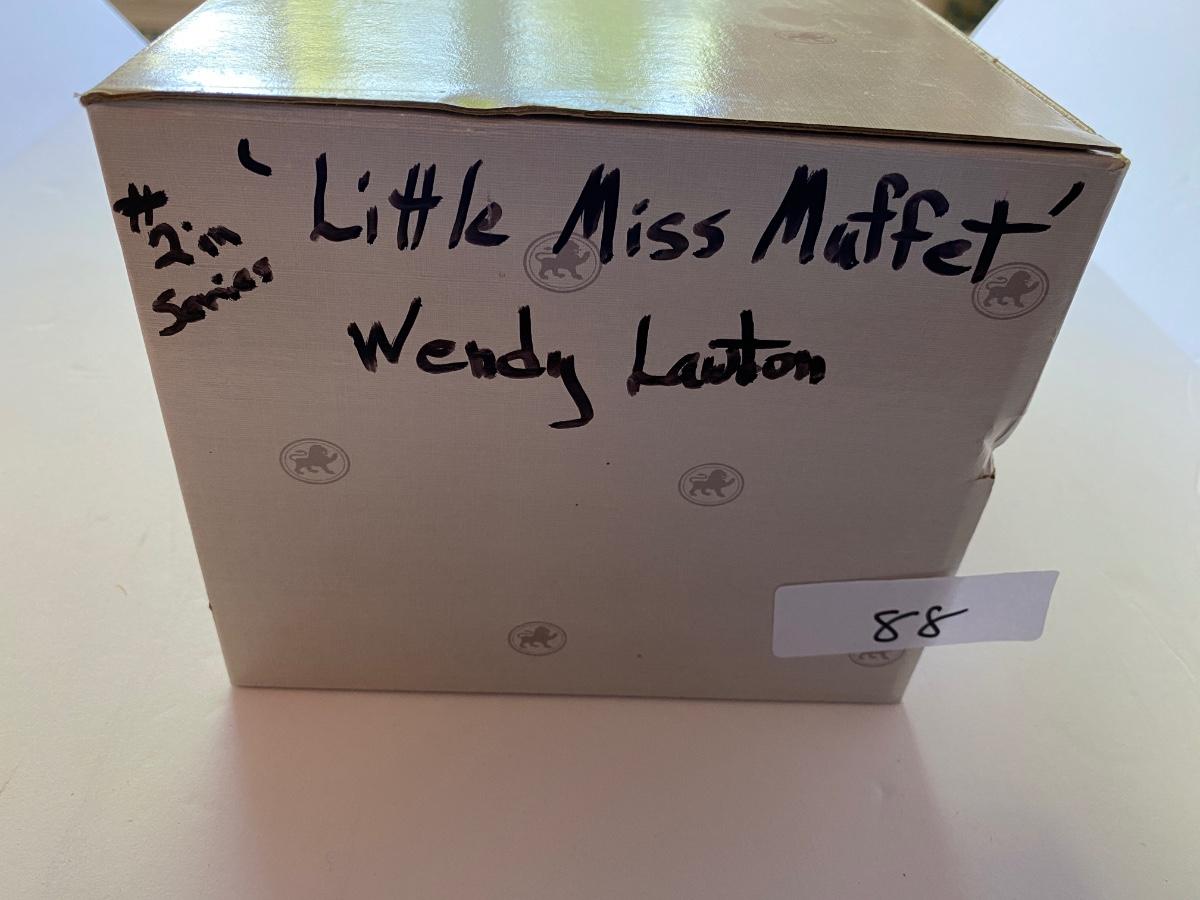 'Little Miss Muffet'
#2 in
Series
Wendy Lawton
88